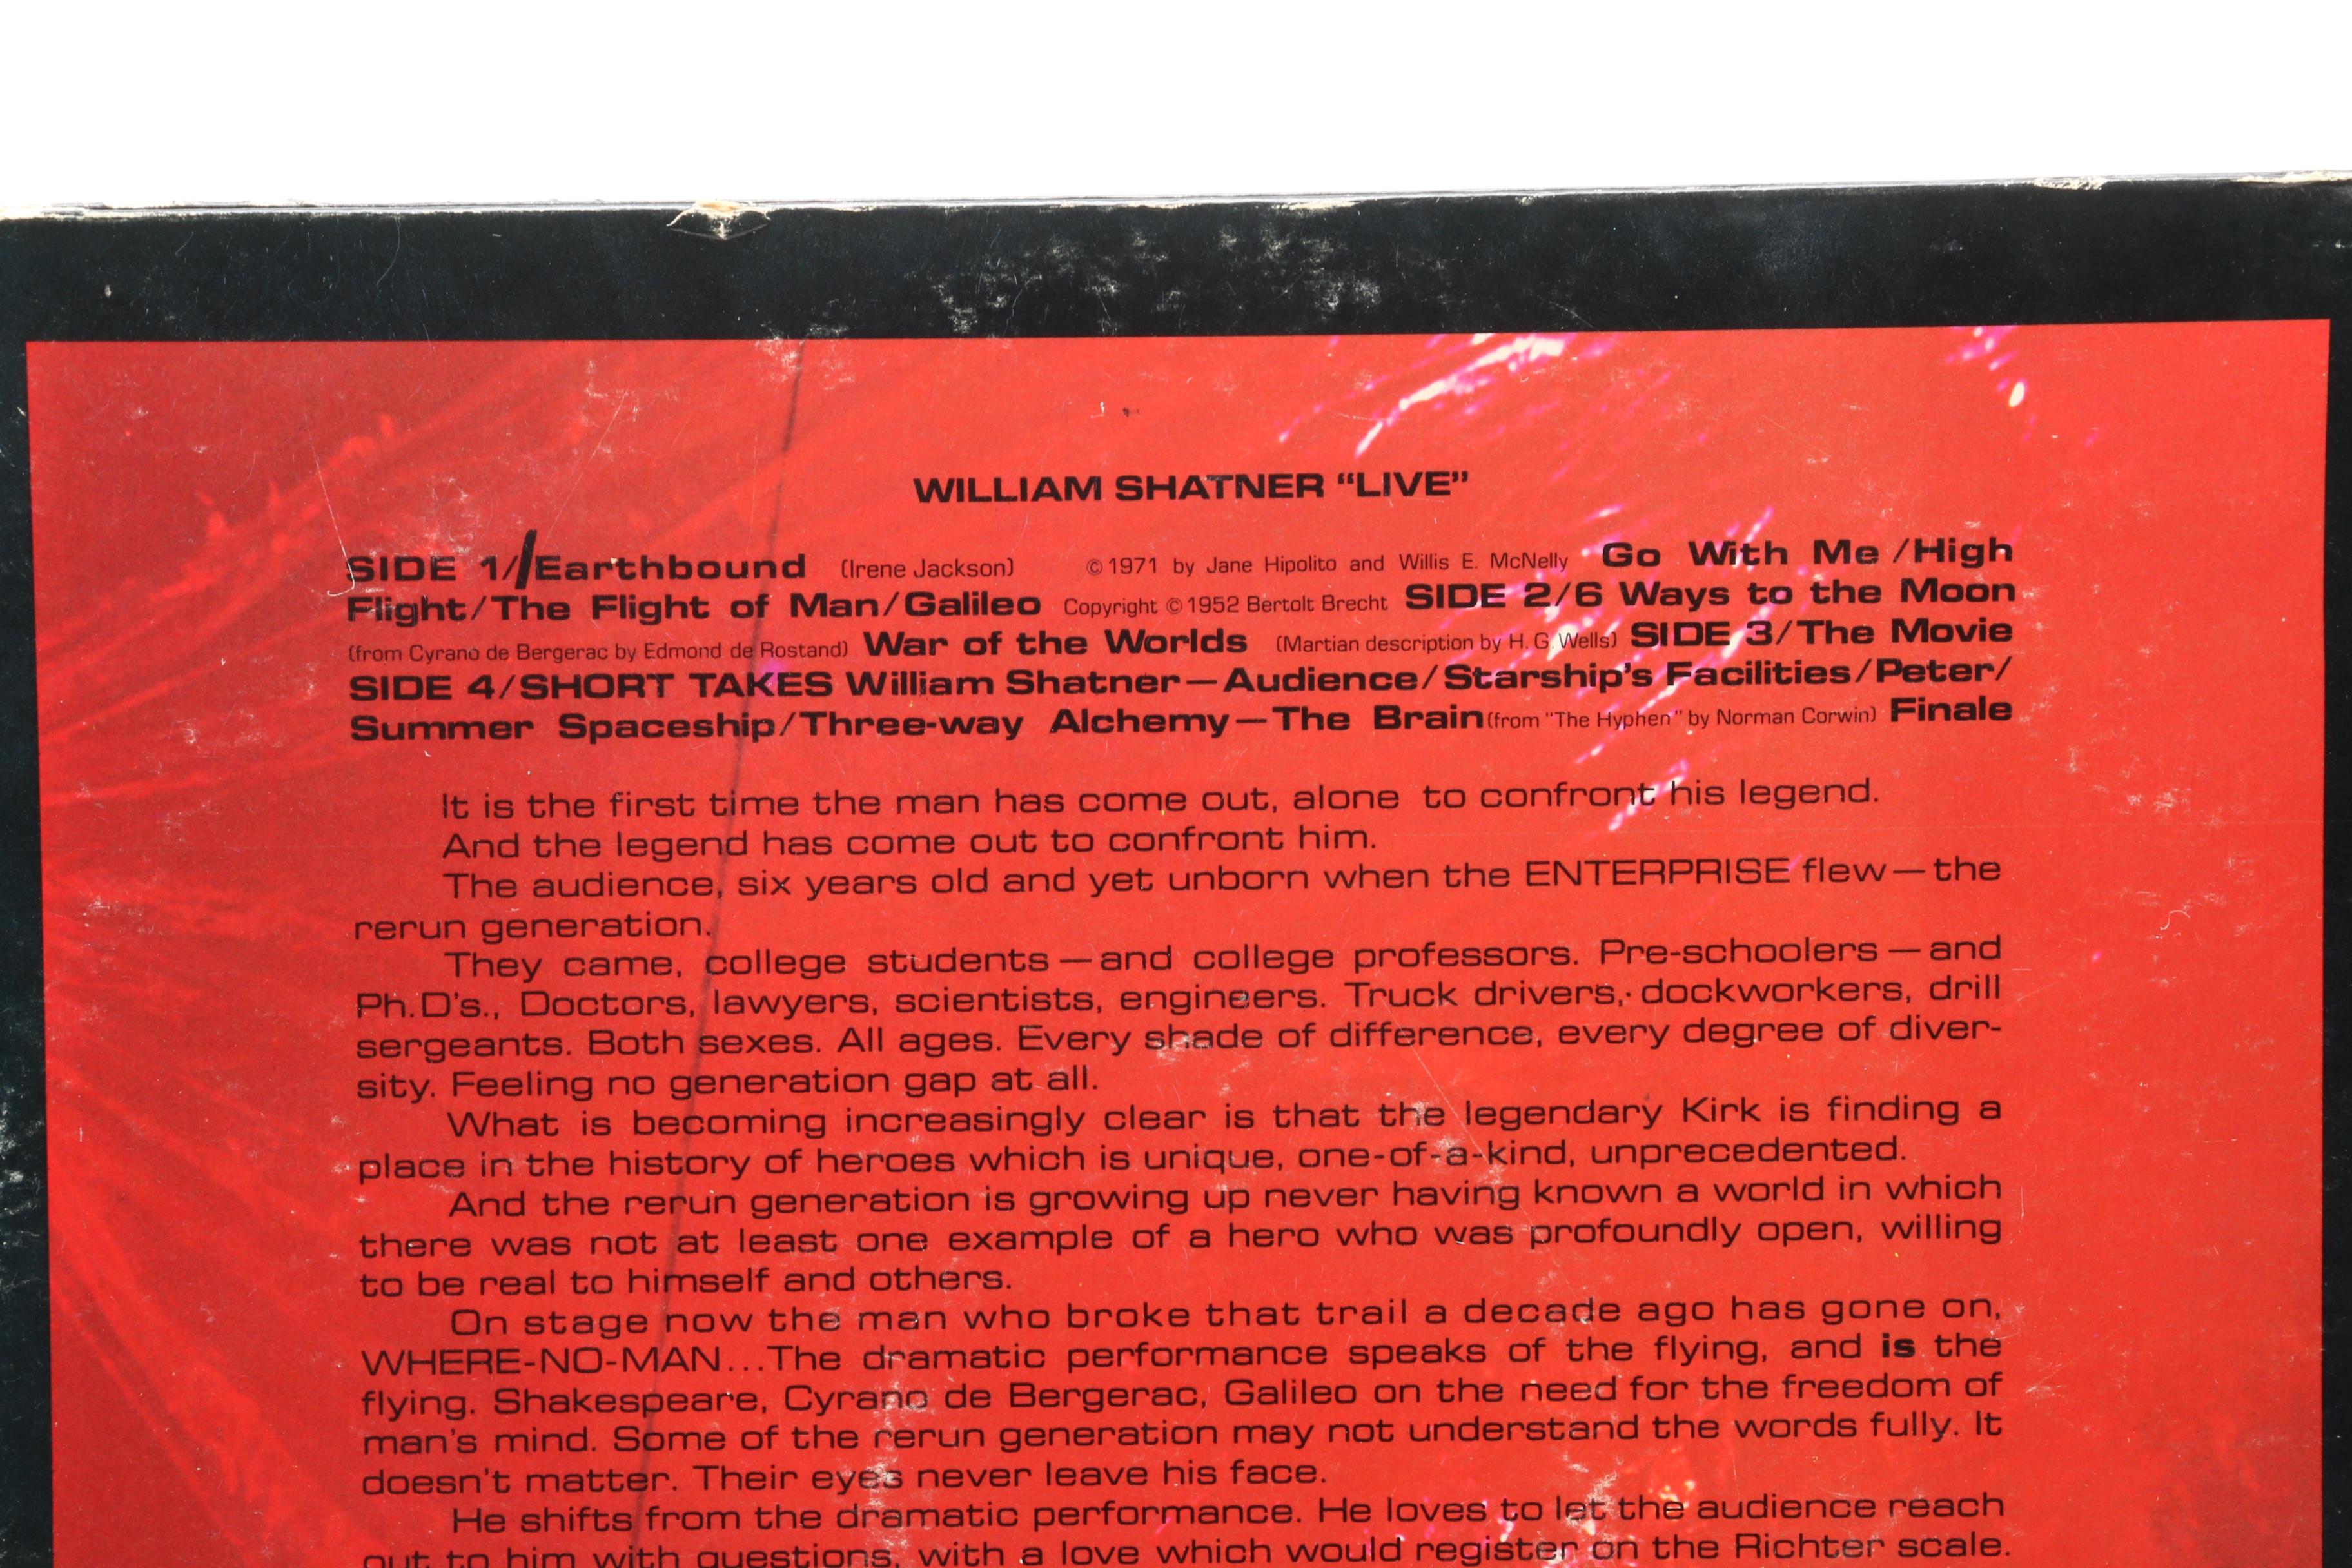 WILLIAM SHATNER “LIVE”
SIDE 1/Earthbound (Irene Jackson) ©1971 by Jane Hipolito and Willis E. McNelly Go With Me/High
Flight/The Flight of Man/Galileo Copyright ©1952 Bertolt Brecht SIDE 2/6 Ways to the Moon
(from Cyrano de Bergerac by Edmond de Rostand) War of the Worlds (Martian description by H. G. Wells) SIDE 3/The Movie
SIDE 4/SHORT TAKES William Shatner—Audience/Starship's Facilities/Peter/
Summer Spaceship/Three-way Alchemy—The Brain (from "The Hyphen" by Norman Corwin) Finale
It is the first time the man has come out, alone to confront his legend.
And the legend has come out to confront him.
The audience, six years old and yet unborn when the ENTERPRISE flew—the
rerun generation.
They came, college students—and college professors. Pre-schoolers—and
Ph.D's., Doctors, lawyers, scientists, engineers. Truck drivers, dockworkers, drill
sergeants. Both sexes. All ages. Every shade of difference, every degree of diver-
sity. Feeling no generation gap at all.
What is becoming increasingly clear is that the legendary Kirk is finding a
place in the history of heroes which is unique, one-of-a-kind, unprecedented.
And the rerun generation is growing up never having known a world in which
there was not at least one example of a hero who was profoundly open, willing
to be real to himself and others.
On stage now the man who broke that trail a decade ago has gone on,
WHERE-NO-MAN...The dramatic performance speaks of the flying, and is the
flying. Shakespeare, Cyrano de Bergerac, Galileo on the need for the freedom of
man's mind. Some of the rerun generation may not understand the words fully. It
doesn't matter. Their eyes never leave his face.
He shifts from the dramatic performance. He loves to let the audience reach
out to him with questions, with a love which would register on the Richter scale.